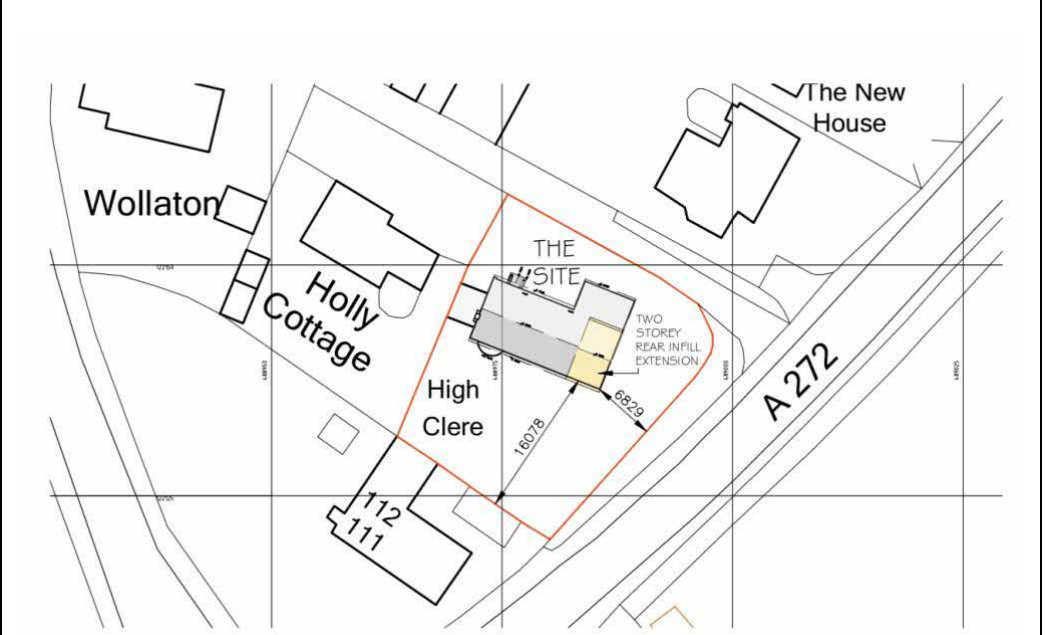 The New
House
Wollaton
THE
SITE
Holly
Cottage
TWO
STOREY
REAR INFILL
EXTENSION
High
Clere
6829
16078
A 272
112
111